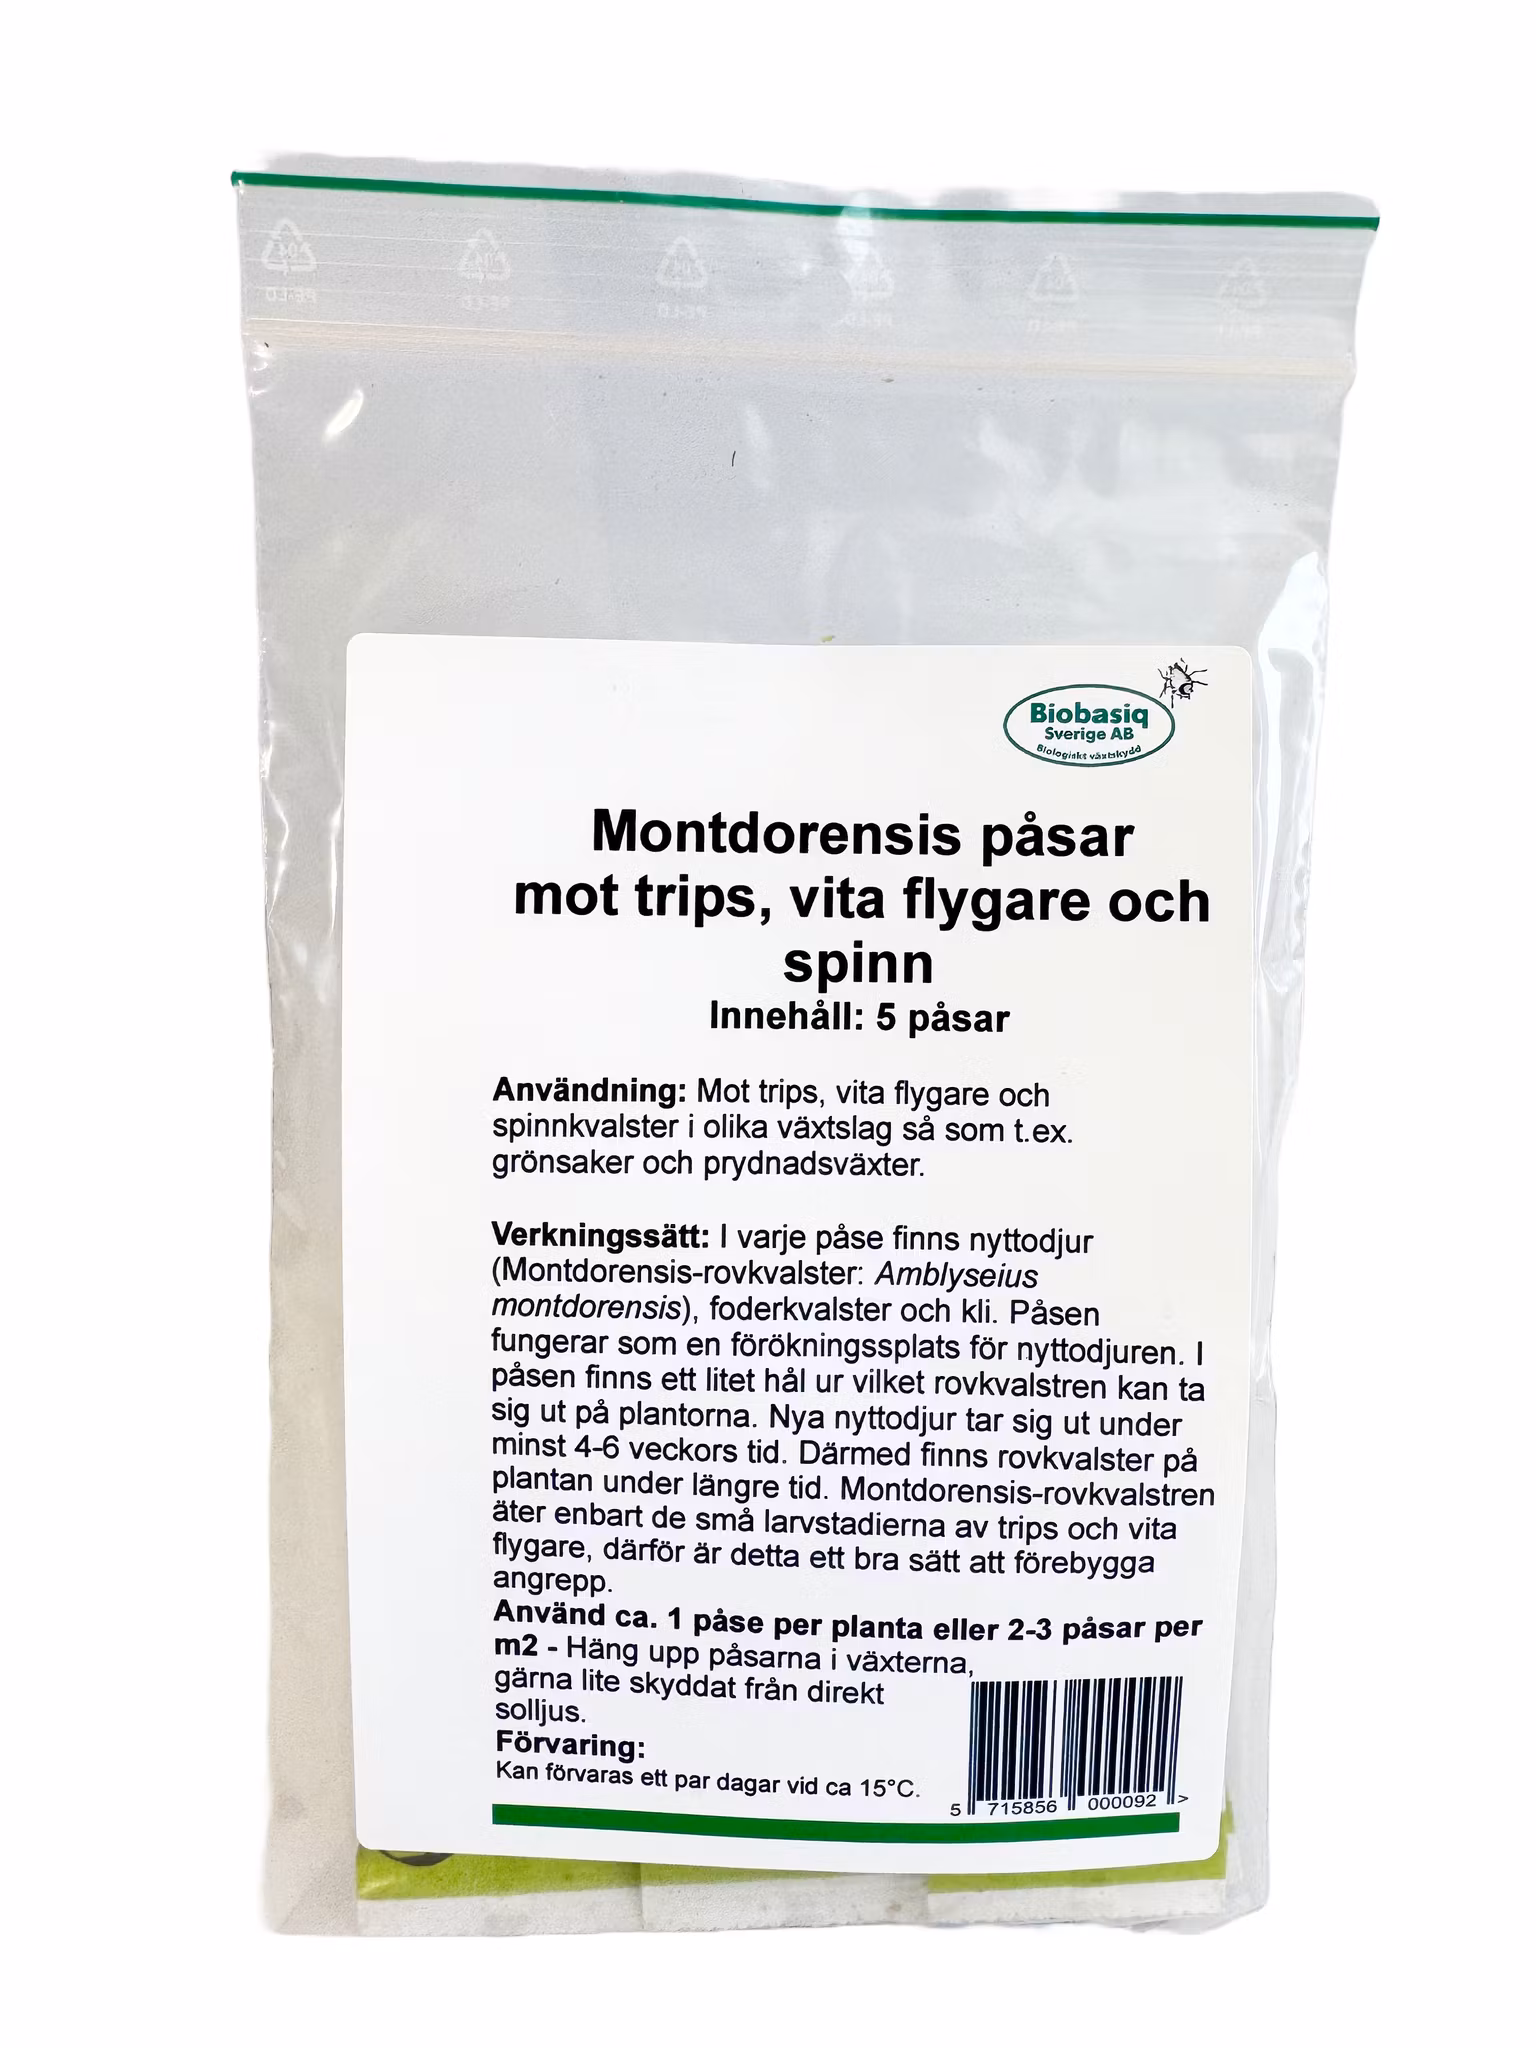 Biobasiq
Sverige AB
Biologiskt växtskydd
Montdorensis påsar
mot trips, vita flygare och
spinn
Innehåll: 5 påsar
Användning: Mot trips, vita flygare och
spinnkvalster i olika växtslag så som t.ex.
grönsaker och prydnadsväxter.
Verkningssätt: I varje påse finns nyttodjur
(Montdorensis-rovkvalster: Amblyseius
montdorensis), foderkvalster och kli. Påsen
fungerar som en förökningssplats för nyttodjuren. I
påsen finns ett litet hål ur vilket rovkvalstren kan ta
sig ut på plantorna. Nya nyttodjur tar sig ut under
minst 4-6 veckors tid. Därmed finns rovkvalster på
plantan under längre tid. Montdorensis-rovkvalstren
äter enbart de små larvstadierna av trips och vita
flygare, därför är detta ett bra sätt att förebygga
angrepp.
Använd ca. 1 påse per planta eller 2-3 påsar per
m2 - Häng upp påsarna i växterna,
gärna lite skyddat från direkt
solljus.
Förvaring:
Kan förvaras ett par dagar vid ca 15°C.
5 715856 000092 >